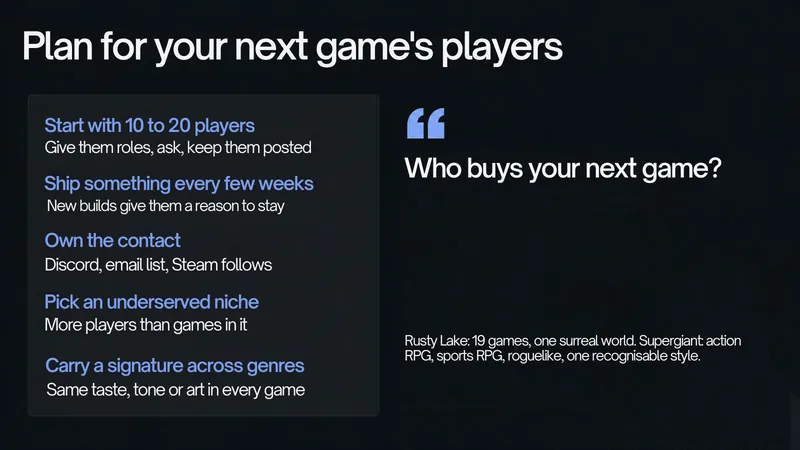 Plan for your next game's players
Start with 10 to 20 players
Give them roles, ask, keep them posted
Ship something every few weeks
New builds give them a reason to stay
Own the contact
Discord, email list, Steam follows
Pick an underserved niche
More players than games in it
Carry a signature across genres
Same taste, tone or art in every game
“
Who buys your next game?
Rusty Lake: 19 games, one surreal world. Supergiant: action
RPG, sports RPG, roguelike, one recognisable style.